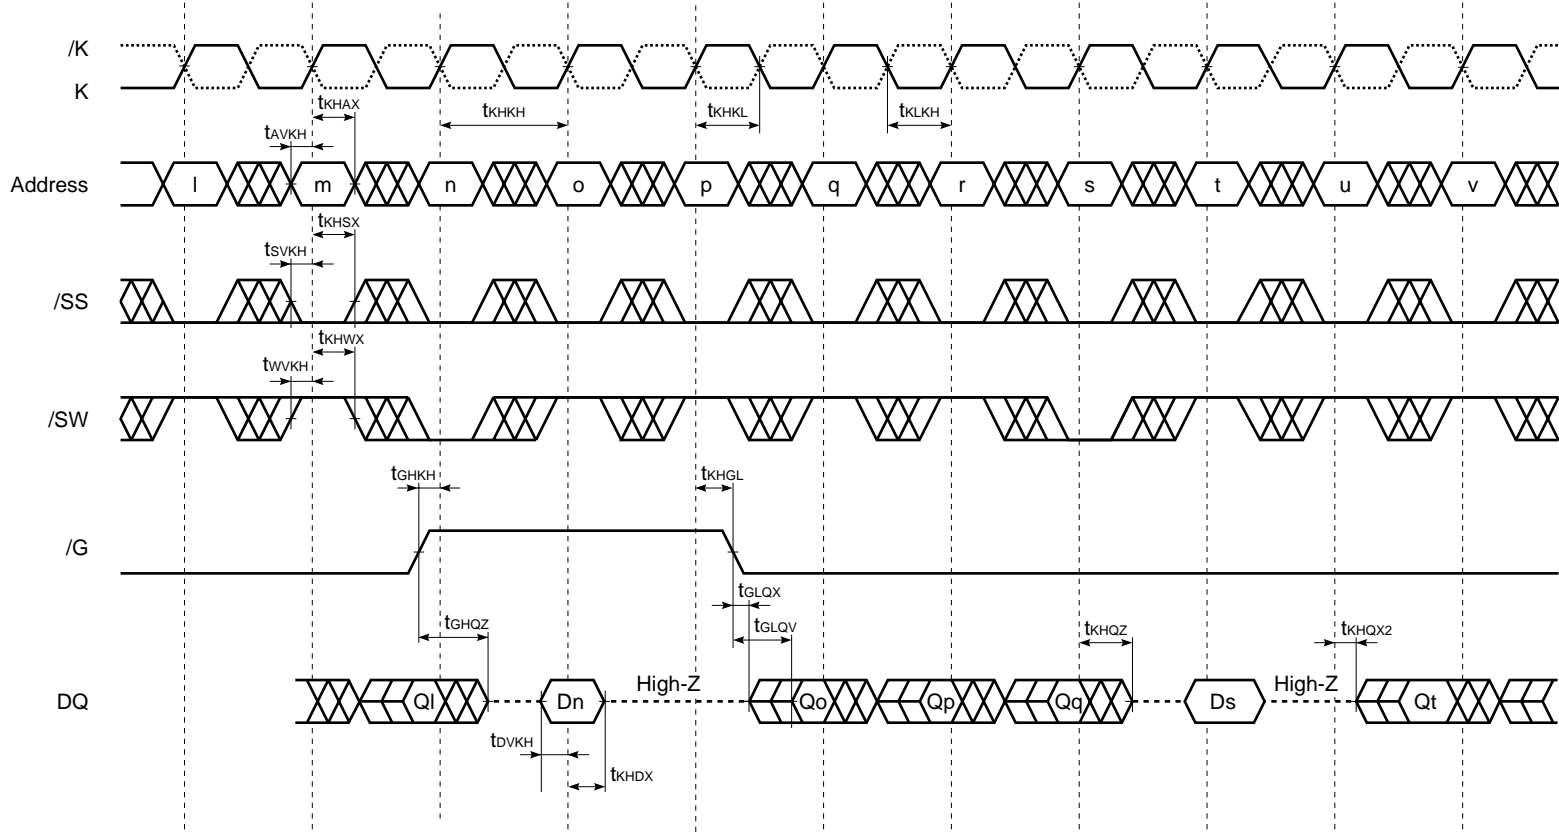 /K
K
tKHAX
tAVKH
tKHKH
tKHKL
tKLKH
Address
l
m
n
o
p
q
r
s
t
u
v
tKHSX
tSVKH
/SS
tKHWX
tWVKH
/SW
tGHKH
tKHGL
/G
tGLQX
tGHQZ
tGLQV
tKHQZ
tKHQX2
DQ
Ql
Dn
High-Z
Qo
Qp
Qq
Ds
High-Z
Qt
tDVKH
tKHDX